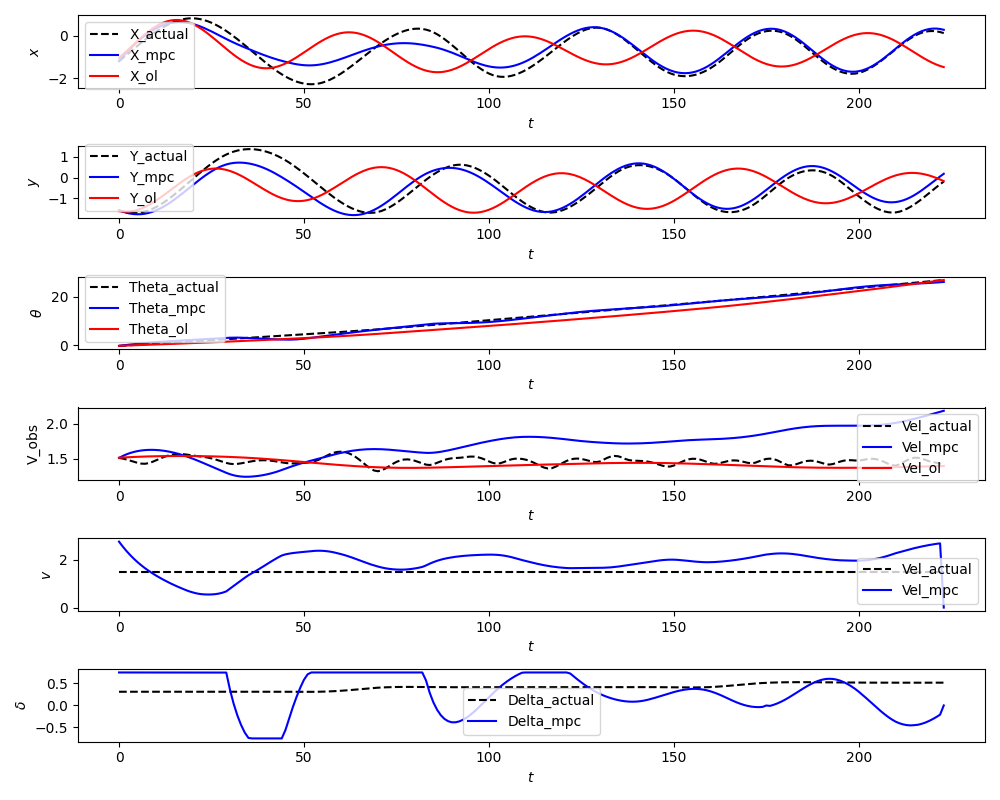 x
0
−2
X_actual
X_mpc
X_ol
0 50 100 150 200
t
y
1
0
−1
Y_actual
Y_mpc
Y_ol
0 50 100 150 200
t
θ
20
0
Theta_actual
Theta_mpc
Theta_ol
0 50 100 150 200
t
V_obs
2.0
1.5
Vel_actual
Vel_mpc
Vel_ol
0 50 100 150 200
t
v
2
0
Vel_actual
Vel_mpc
0 50 100 150 200
t
δ
0.5
0.0
−0.5
Delta_actual
Delta_mpc
0 50 100 150 200
t